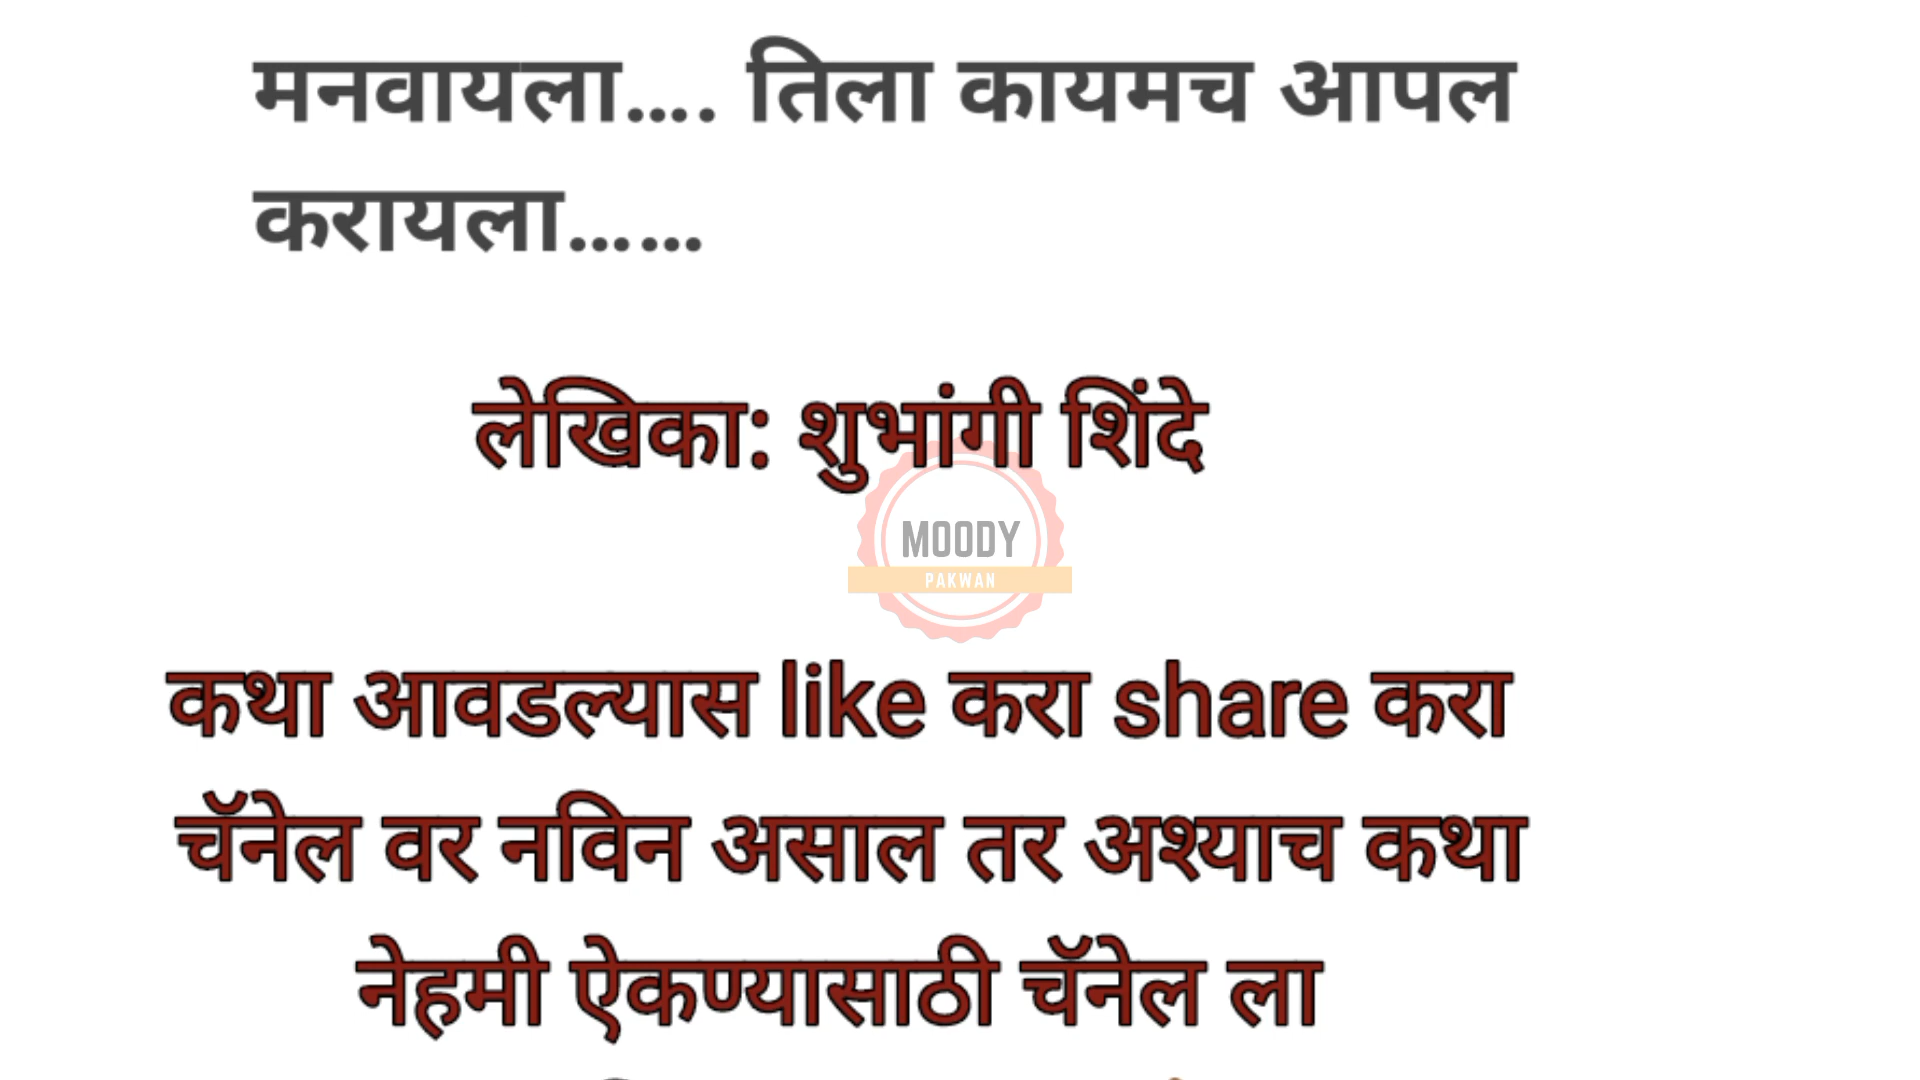 मनवायला.... तिला कायमच आपल
करायला......
लेखिका: शुभांगी शिंदे
MOODY
PAKWAN
कथा आवडल्यास like करा share करा
चॅनेल वर नविन असाल तर अश्याच कथा
नेहमी ऐकण्यासाठी चॅनेल ला